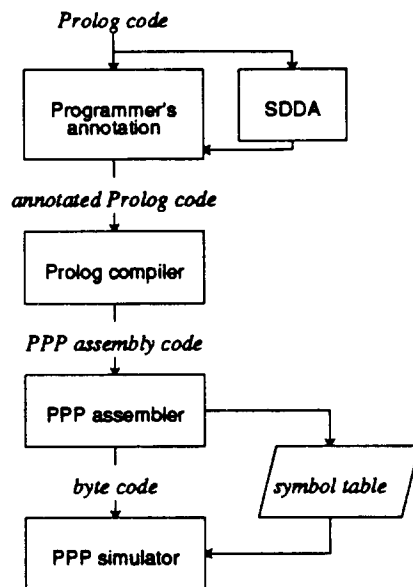 Prolog code
Programmer's
annotation
SDDA
annotated Prolog code
Prolog compiler
PPP assembly code
PPP assembler
byte code
symbol table
PPP simulator